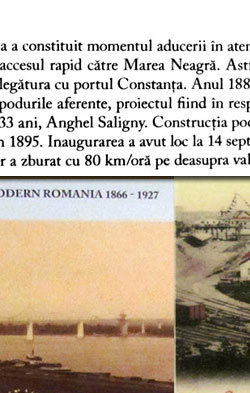 a a constituit momentul aducerii în aten
accesul rapid către Marea Neagră. Ast
legătura cu portul Constanța. Anul 188
podurile aferente, proiectul fiind în resp
33 ani, Anghel Saligny. Construcția poc
n 1895. Inaugurarea a avut loc la 14 sept
r a zburat cu 80 km/oră pe deasupra val
ODERN ROMANIA 1866 - 1927